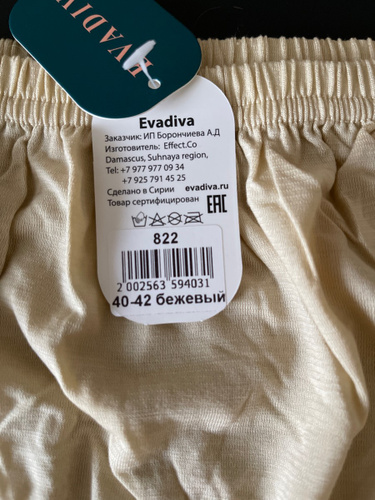 EVADIVA
Evadiva
Заказчик: ИП Борончиева А.Д
Изготовитель: Effect.Co
Damascus, Suhnaya region,
Tel: +7 977 977 09 34
+7 925 791 45 25
Сделано в Сирии evadiva.ru
Товар сертифицирован EAC
822
2 002563 594031
40-42 бежевый